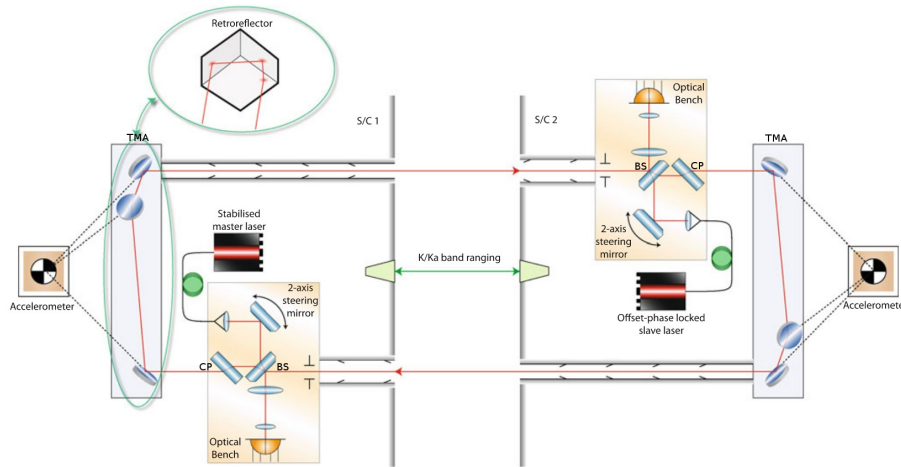 Retroreflector
S/C 1
S/C 2
Optical
Bench
TMA
TMA
BS
CP
Stabilised
master laser
2-axis
steering
mirror
K/Ka band ranging
2-axis
steering
mirror
Accelerometer
Acceleromete
Offset-phase locked
slave laser
CP
BS
Optical
Bench